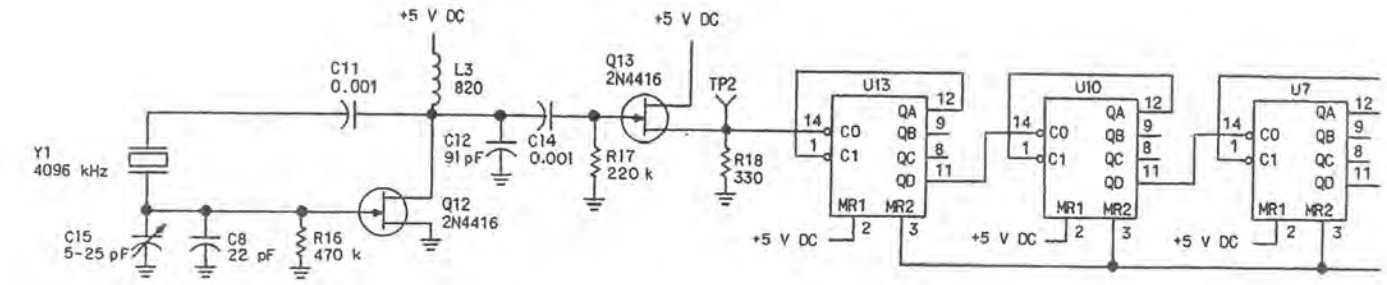 +5 V DC
+5 V DC
C11
0.001
L3
820
Q13
2N4416
TP2
U13
U10
U7
14
C0
1
C1
QA
12
QB
9
QC
8
QD
11
MR1
MR2
2
3
+5 V DC
14
C0
1
C1
QA
12
QB
9
QC
8
QD
11
MR1
MR2
2
3
+5 V DC
14
C0
1
C1
QA
12
QB
9
QC
8
QD
11
MR1
MR2
2
3
+5 V DC
Y1
4096 kHz
C12
91 pF
C14
0.001
R17
220 k
R18
330
Q12
2N4416
C15
5-25 pF
C8
22 pF
R16
470 k